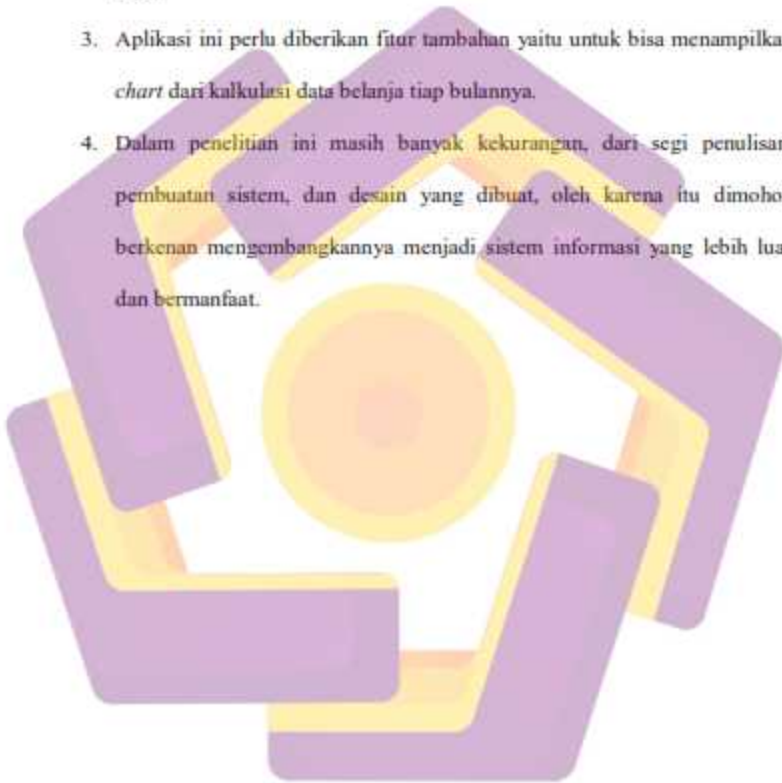 3. Aplikasi ini perlu diberikan fitur tambahan yaitu untuk bisa menampilka
chart dari kalkulasi data belanja tiap bulannya.
4. Dalam penelitian ini masih banyak kekurangan, dari segi penulisan
pembuatan sistem, dan desain yang dibuat, oleh karena itu dimoho
berkenan mengembangkannya menjadi sistem informasi yang lebih lua
dan bermanfaat.